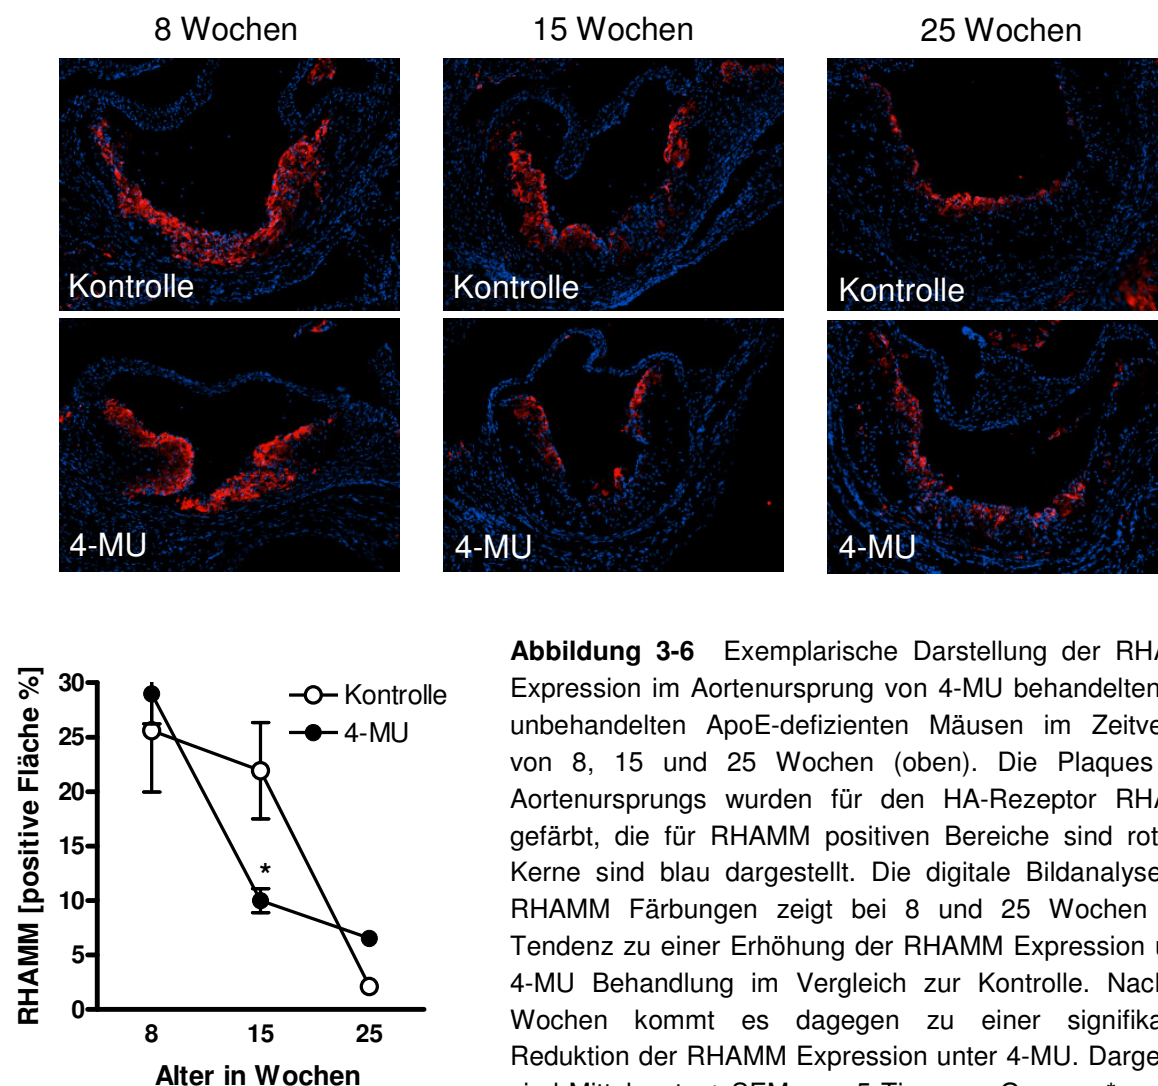 8 Wochen 15 Wochen 25 Wochen
Kontrolle Kontrolle Kontrolle
4-MU 4-MU 4-MU
RHAMM [positive Fläche %]
30
25
20
15
10
5
0
Kontrolle
4-MU
*
8 15 25
Alter in Wochen
Abbildung 3-6 Exemplarische Darstellung der
Expression im Aortenursprung von 4-MU behandelten
unbehandelten ApoE-defizienten Mäusen im
von 8, 15 und 25 Wochen (oben). Die Plaques
Aortenursprungs wurden für den HA-Rezeptor
gefärbt, die für RHAMM positiven Bereiche sind rot
Kerne sind blau dargestellt. Die digitale Bildanalyse
RHAMM Färbungen zeigt bei 8 und 25 Wochen
Tendenz zu einer Erhöhung der RHAMM Expression
4-MU Behandlung im Vergleich zur Kontrolle. Nach
Wochen kommt es dagegen zu einer
Reduktion der RHAMM Expression unter 4-MU.